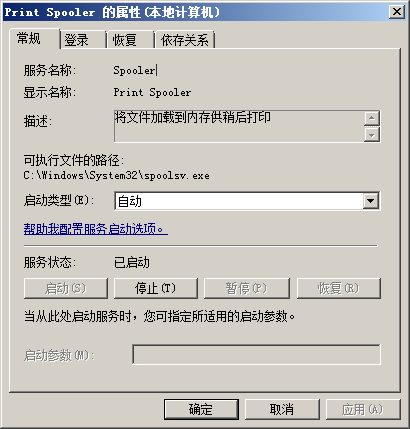 Print Spooler 的属性(本地计算机)
常规 登录 恢复 依存关系
服务名称: Spooler
显示名称: Print Spooler
描述: 将文件加载到内存供稍后打印
可执行文件的路径:
C:\Windows\System32\spoolsv.exe
启动类型(E): 自动
帮助我配置服务启动选项。
服务状态: 已启动
启动(S) 停止(T) 暂停(P) 恢复(R)
当从此处启动服务时，您可指定所适用的启动参数。
启动参数(M):
确定 取消 应用(A)